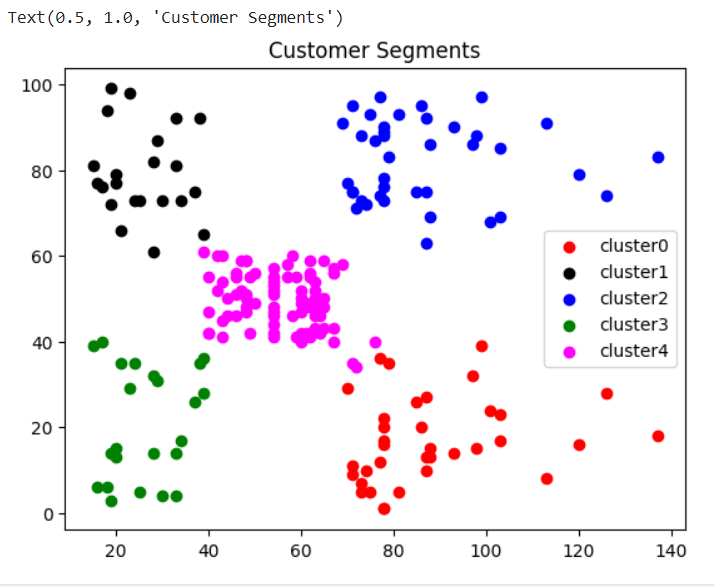 Text(0.5, 1.0, 'Customer Segments')
Customer Segments
100
80
60
40
20
0
cluster0
cluster1
cluster2
cluster3
cluster4
20 40 60 80 100 120 140